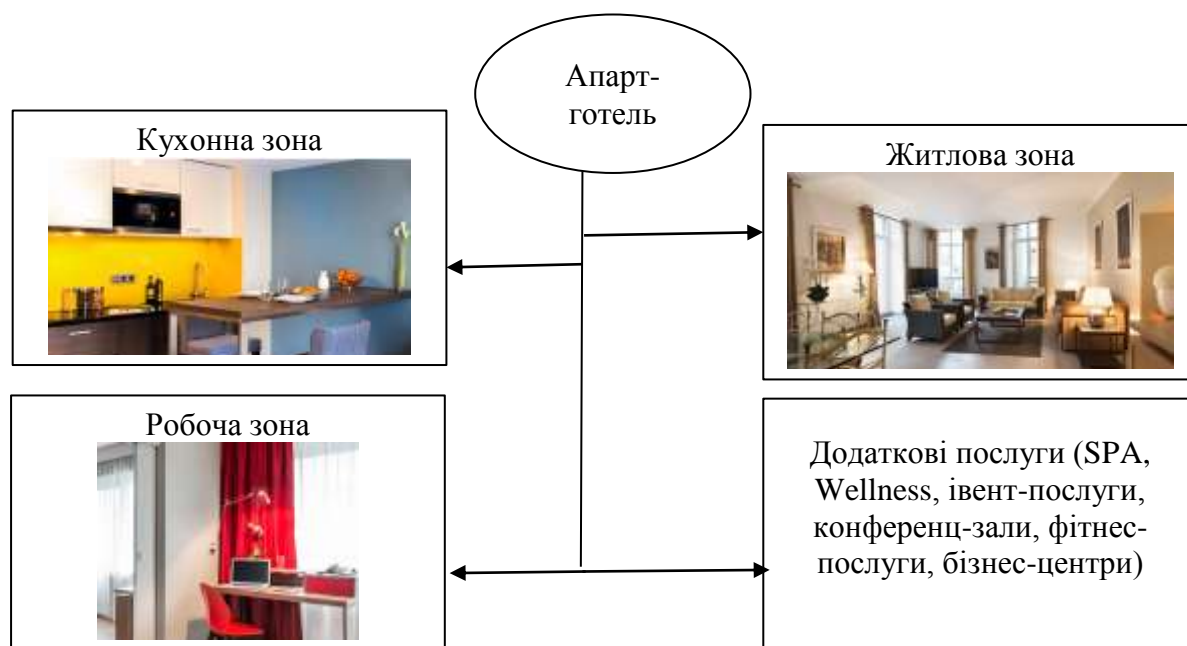 Апарт-
готель
Кухонна зона
Житлова зона
Робоча зона
Додаткові послуги (SPA,
Wellness, івент-послуги,
конференц-зали, фітнес-
послуги, бізнес-центри)